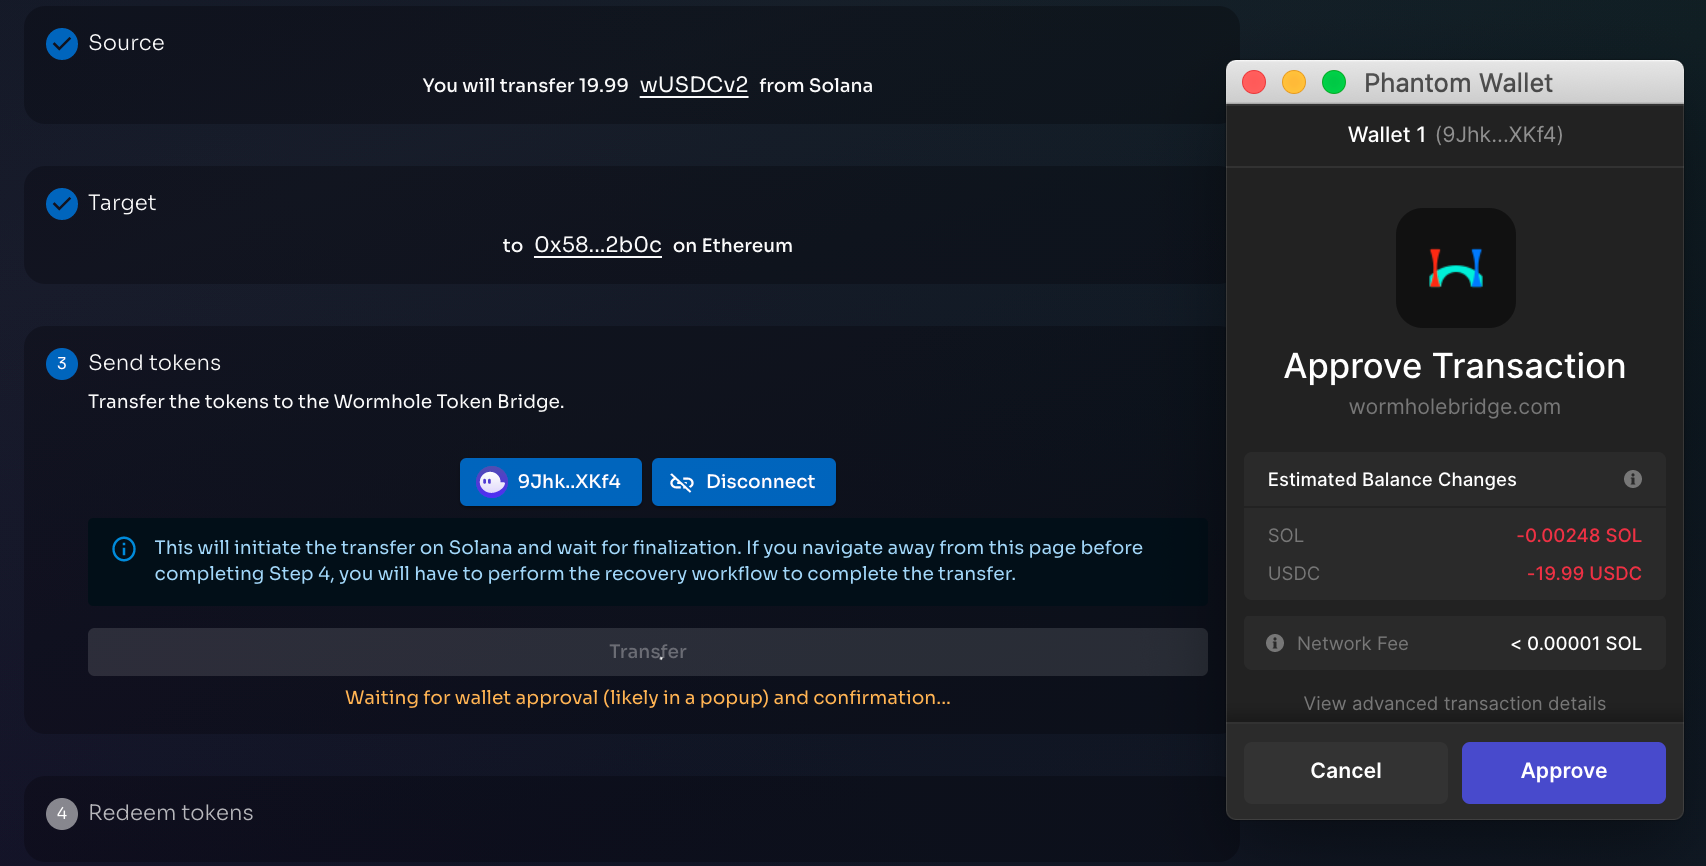 Source
You will transfer 19.99 wUSDCv2 from Solana
Target
to 0x58...2b0c on Ethereum
3 Send tokens
Transfer the tokens to the Wormhole Token Bridge.
9Jhk..XKf4 Disconnect
This will initiate the transfer on Solana and wait for finalization. If you navigate away from this page before
completing Step 4, you will have to perform the recovery workflow to complete the transfer.
Transfer
Waiting for wallet approval (likely in a popup) and confirmation...
4 Redeem tokens
Phantom Wallet
Wallet 1 (9Jhk...XKf4)
Approve Transaction
wormholebridge.com
Estimated Balance Changes
SOL -0.00248 SOL
USDC -19.99 USDC
Network Fee < 0.00001 SOL
View advanced transaction details
Cancel Approve